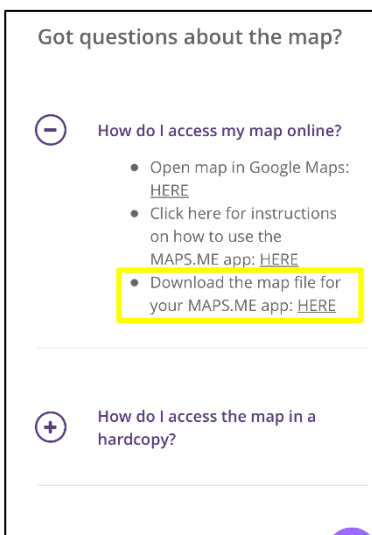 Got questions about the map?
How do I access my map online?
● Open map in Google Maps:
HERE
● Click here for instructions
on how to use the
MAPS.ME app: HERE
● Download the map file for
your MAPS.ME app: HERE
How do I access the map in a
hardcopy?